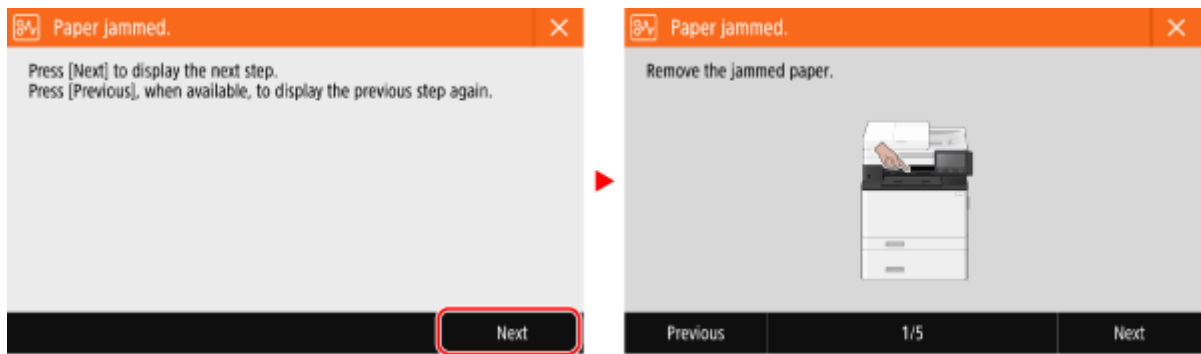 Paper jammed.
Press [Next] to display the next step.
Press [Previous], when available, to display the previous step again.
Next
Paper jammed.
Remove the jammed paper.
Previous
1/5
Next